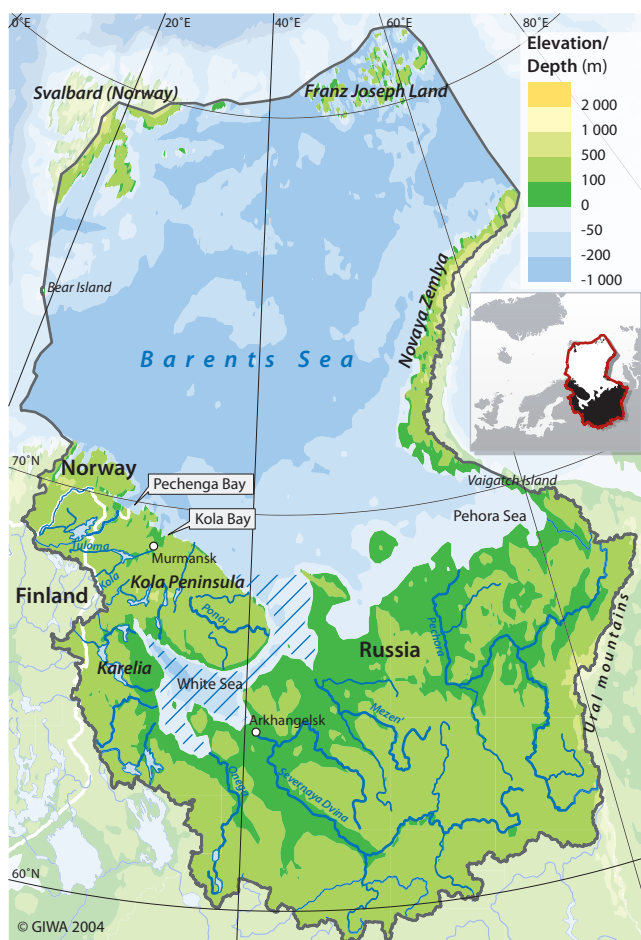 0˚E
20˚E
40˚E
60˚E
80˚E
Elevation/
Depth (m)
2 000
1 000
500
100
0
-50
-200
-1 000
Svalbard (Norway)
Franz Joseph Land
Bear Island
Novaya Zemlya
Barents Sea
70˚N
Norway
Pechenga Bay
Vaigatch Island
Kola Bay
Pehora Sea
Tuloma
Murmansk
Kola
Kola Peninsula
Finland
Ponoi
Pechora
Russia
Karelia
White Sea
Ural mountains
Mezen'
Arkhangelsk
Onega
Severnaya Dvina
60˚N
© GIWA 2004